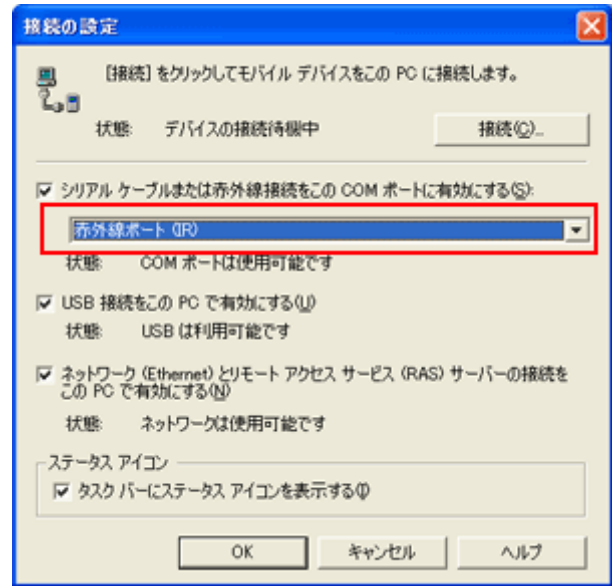 接続の設定
[接続] をクリックしてモバイル デバイスをこの PC に接続します。
状態: デバイスの接続待機中 接続(C)...
シリアル ケーブルまたは赤外線接続をこの COM ポートに有効にする(S):
赤外線ポート (IR)
状態: COM ポートは使用可能です
USB 接続をこの PC で有効にする(U)
状態: USB は利用可能です
ネットワーク (Ethernet) とリモート アクセス サービス (RAS) サーバーの接続を
この PC で有効にする(N)
状態: ネットワークは使用可能です
ステータス アイコン
タスク バーにステータス アイコンを表示する(I)
OK キャンセル ヘルプ